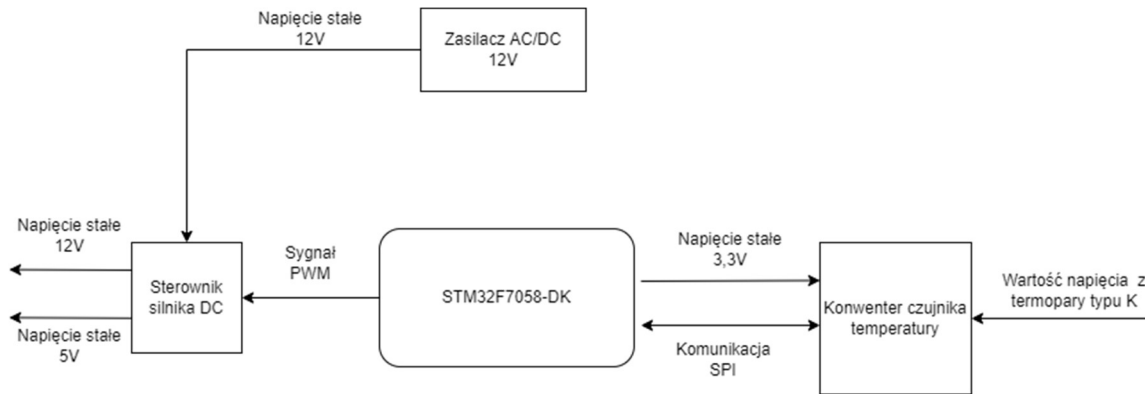 Napięcie stałe
12V
Zasilacz AC/DC
12V
Napięcie stałe
12V
Sterownik
silnika DC
Napięcie stałe
5V
Sygnał
PWM
STM32F7058-DK
Napięcie stałe
3,3V
Komunikacja
SPI
Konwenter czujnika
temperatury
Wartość napięcia z
termopary typu K